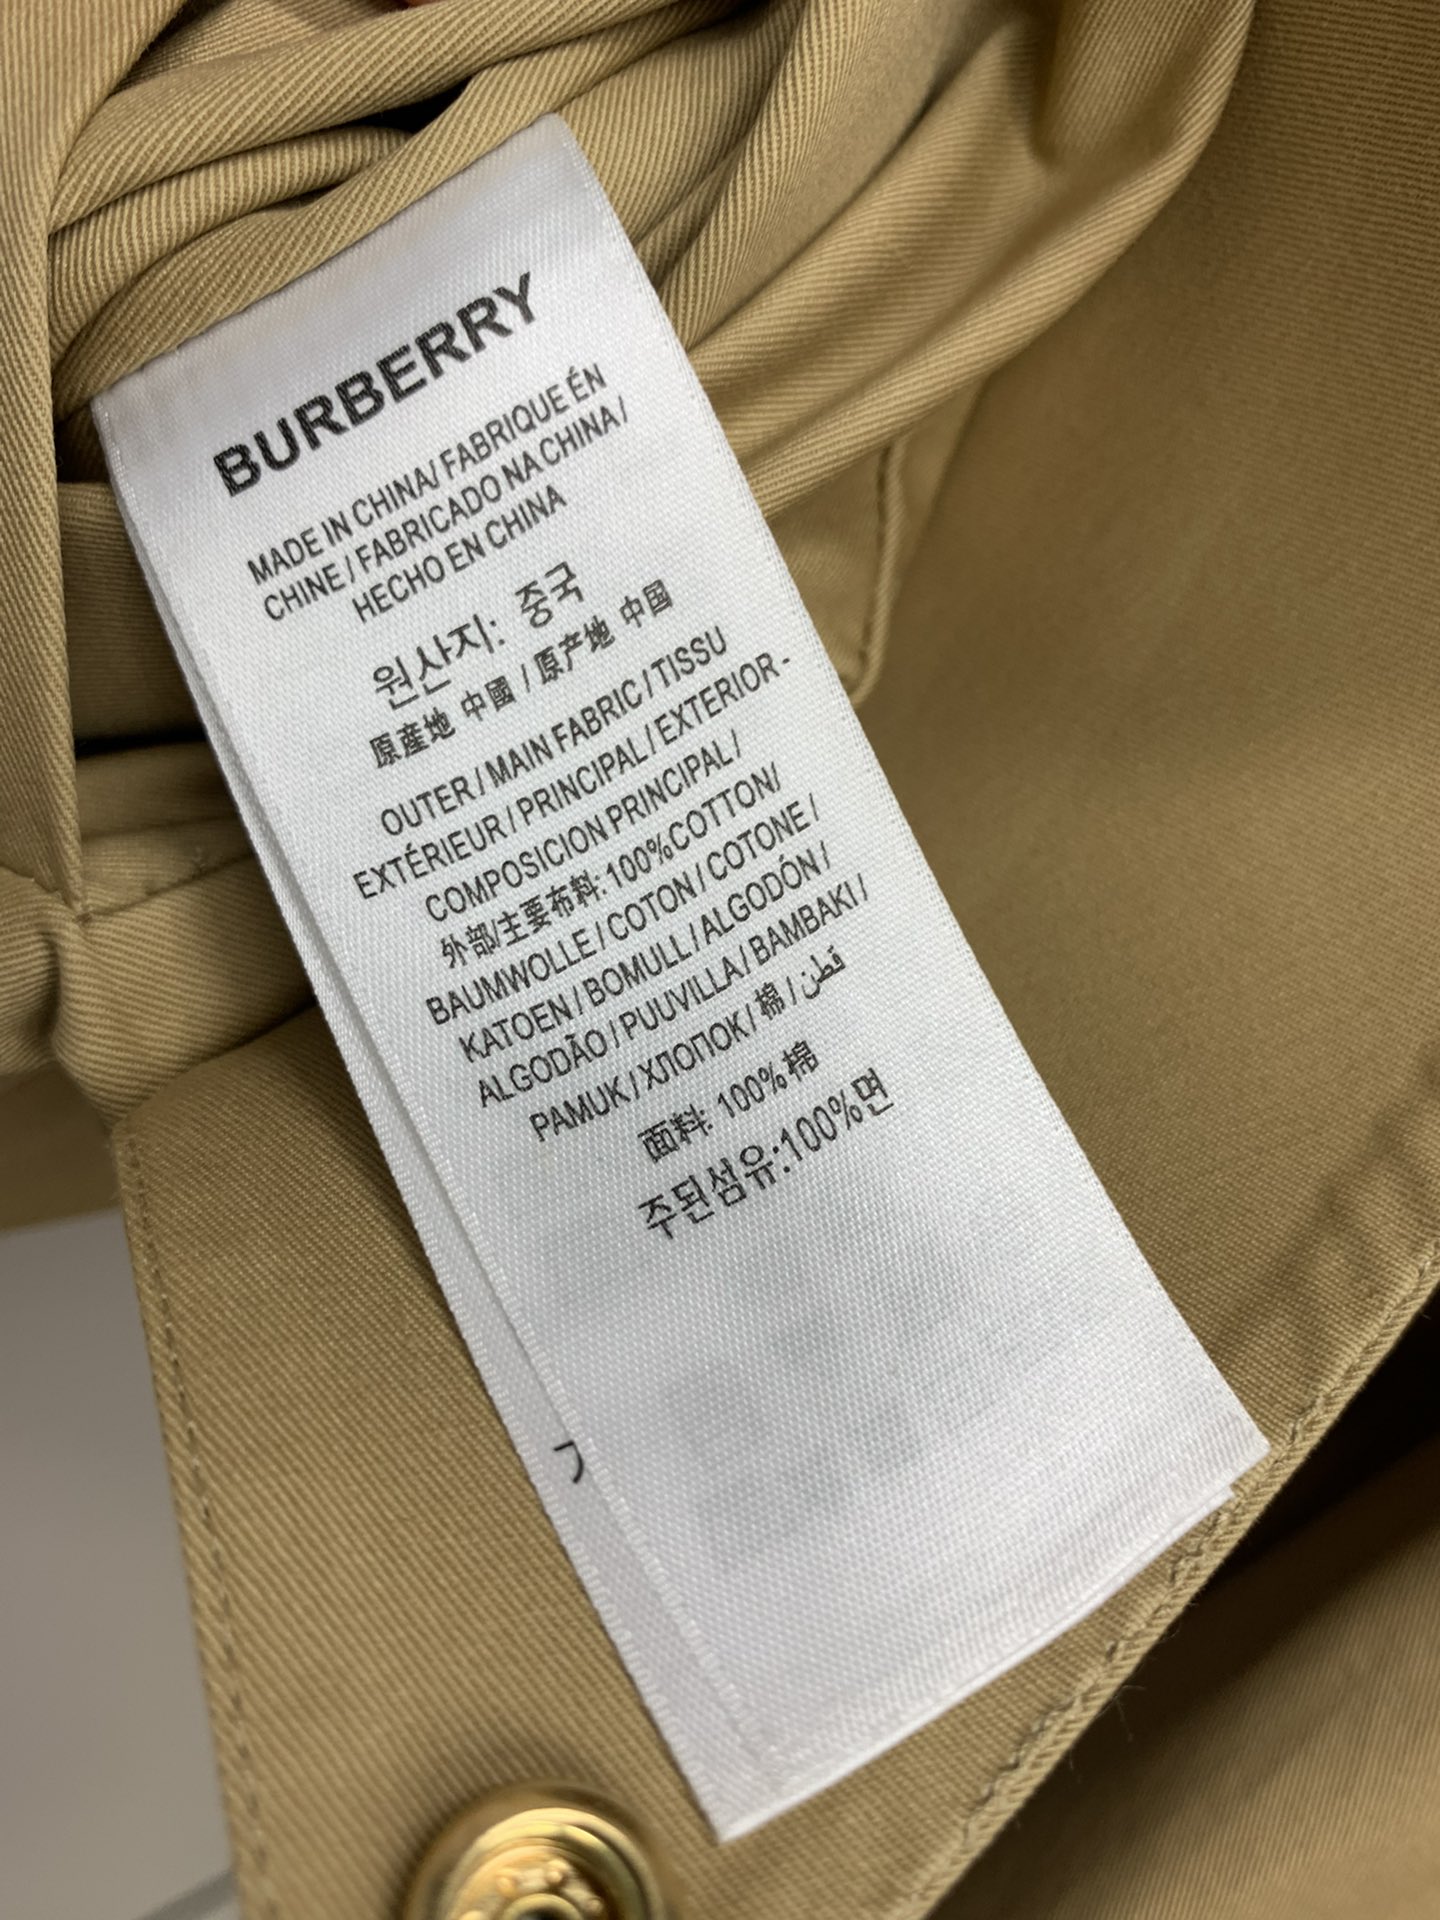 BURBERRY
MADE IN CHINA/ FABRIQUE ÉN
CHINE / FABRICADO NA CHINA /
HECHO EN CHINA
원산지: 중국
原産地 中國 / 原产地 中国
OUTER / MAIN FABRIC / TISSU
EXTÉRIEUR / PRINCIPAL / EXTERIOR -
COMPOSICION PRINCIPAL /
外部/主要布料:100%COTTON/
BAUMWOLLE / COTON / COTONE /
KATOEN / BOMULL / ALGODÓN /
ALGODÃO / PUUVILLA / BAMBAKI /
PAMUK / ХЛОПОК / 棉 / قطن
面料: 100%棉
주된섬유:100%면